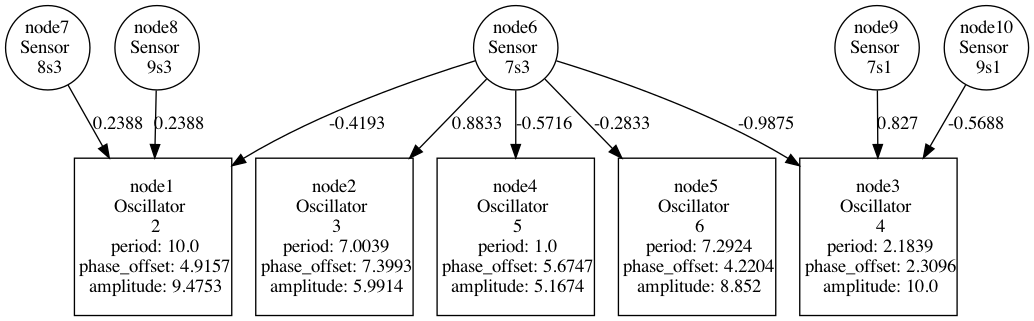 node7
Sensor
8s3
node8
Sensor
9s3
node6
Sensor
7s3
node9
Sensor
7s1
node10
Sensor
9s1
0.2388
0.2388
-0.4193
0.8833
-0.5716
-0.2833
-0.9875
0.827
-0.5688
node1
Oscillator
2
period: 10.0
phase_offset: 4.9157
amplitude: 9.4753
node2
Oscillator
3
period: 7.0039
phase_offset: 7.3993
amplitude: 5.9914
node4
Oscillator
5
period: 1.0
phase_offset: 5.6747
amplitude: 5.1674
node5
Oscillator
6
period: 7.2924
phase_offset: 4.2204
amplitude: 8.852
node3
Oscillator
4
period: 2.1839
phase_offset: 2.3096
amplitude: 10.0